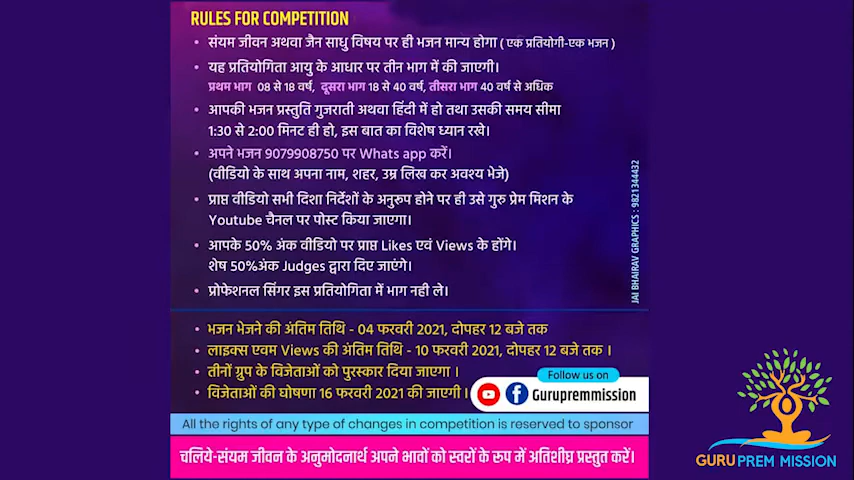 RULES FOR COMPETITION
• संयम जीवन अथवा जैन साधु विषय पर ही भजन मान्य होगा ( एक प्रतियोगी-एक भजन )
• यह प्रतियोगिता आयु के आधार पर तीन भाग में की जाएगी।
प्रथम भाग 08 से 18 वर्ष, दूसरा भाग 18 से 40 वर्ष, तीसरा भाग 40 वर्ष से अधिक
• आपकी भजन प्रस्तुति गुजराती अथवा हिंदी में हो तथा उसकी समय सीमा
1:30 से 2:00 मिनट ही हो, इस बात का विशेष ध्यान रखे।
• अपने भजन 9079908750 पर Whats app करें।
(वीडियो के साथ अपना नाम, शहर, उम्र लिख कर अवश्य भेजे)
• प्राप्त वीडियो सभी दिशा निर्देशों के अनुरूप होने पर ही उसे गुरु प्रेम मिशन के
Youtube चैनल पर पोस्ट किया जाएगा।
• आपके 50% अंक वीडियो पर प्राप्त Likes एवं Views के होंगे।
शेष 50%अंक Judges द्वारा दिए जाएंगे।
• प्रोफेशनल सिंगर इस प्रतियोगिता में भाग नही ले।
JAI BHAIRAV GRAPHICS : 9821344432
• भजन भेजने की अंतिम तिथि - 04 फरवरी 2021, दोपहर 12 बजे तक
• लाइक्स एवम Views की अंतिम तिथि - 10 फरवरी 2021, दोपहर 12 बजे तक ।
• तीनों ग्रुप के विजेताओं को पुरस्कार दिया जाएगा ।
• विजेताओं की घोषणा 16 फरवरी 2021 की जाएगी।
Follow us on
Gurupremmission
All the rights of any type of changes in competition is reserved to sponsor
चलिये-संयम जीवन के अनुमोदनार्थ अपने भावों को स्वरों के रूप में अतिशीघ्र प्रस्तुत करें।
GURU PREM MISSION